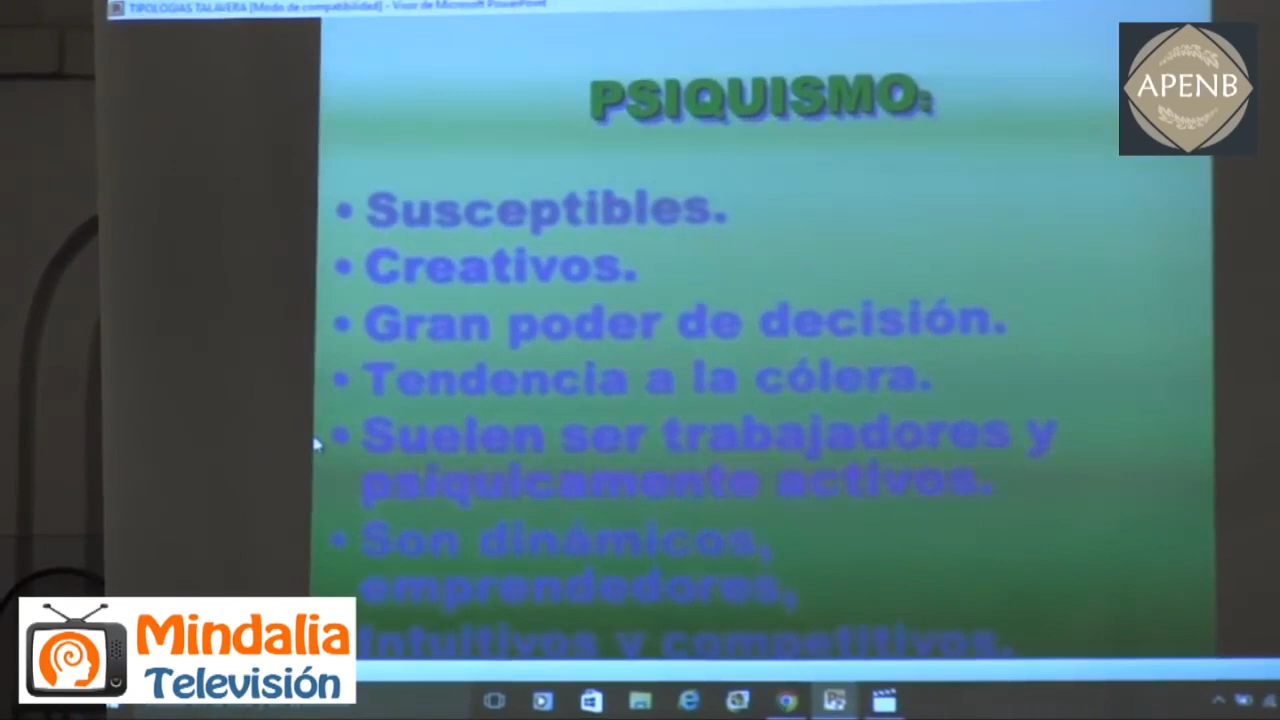 TIPOLOGIAS TALAVERA [Modo de compatibilidad] - Visor de Microsoft PowerPoint
APENB
PSIQUISMO:
• Susceptibles.
• Creativos.
• Gran poder de decisión.
• Tendencia a la cólera.
• Suelen ser trabajadores y
psíquicamente activos.
• Son dinámicos,
emprendedores,
Intuitivos y competitivos.
Mindalia
Televisión